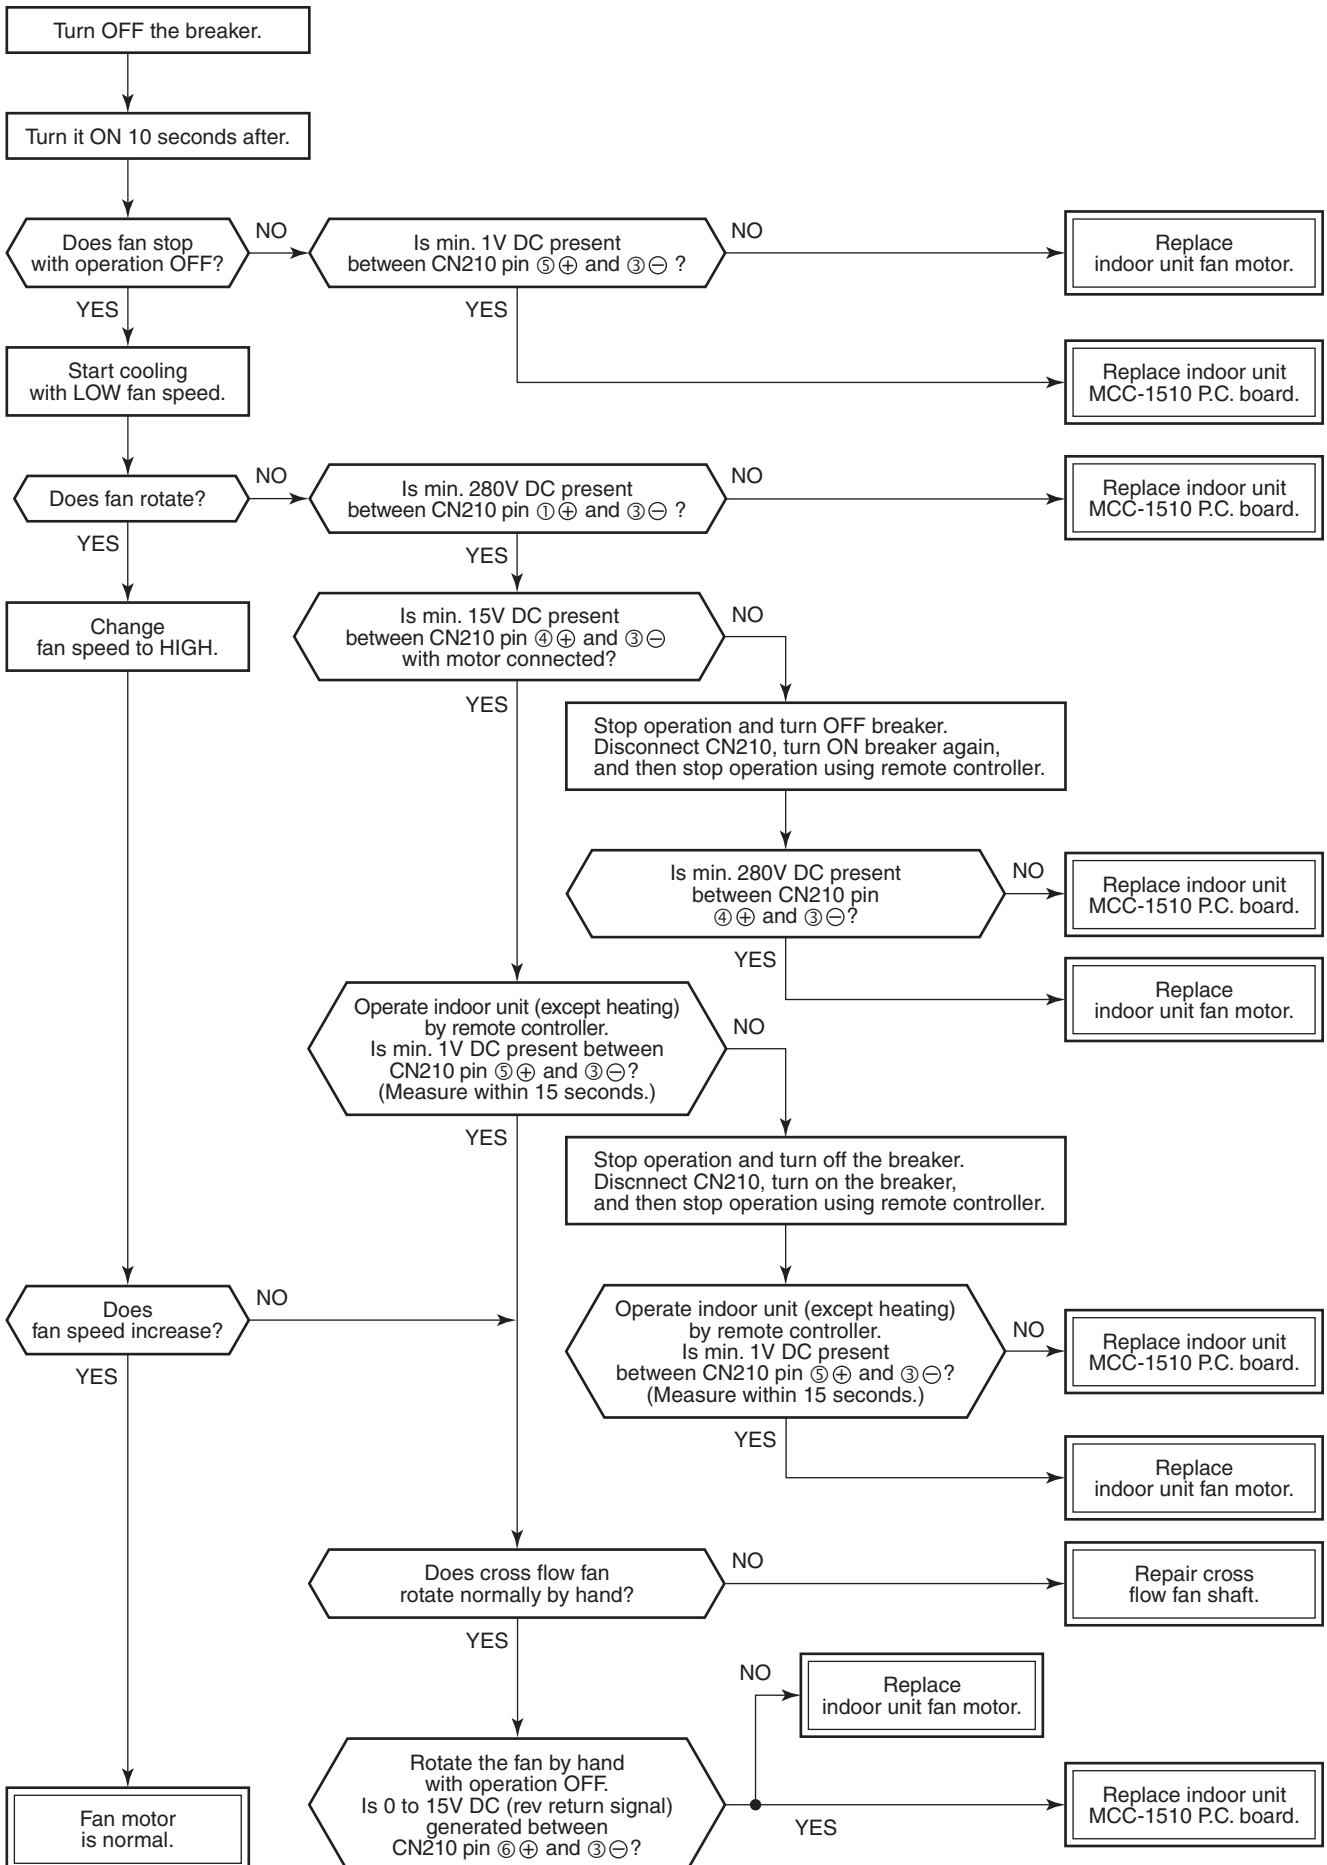 Turn OFF the breaker.
Turn it ON 10 seconds after.
Does fan stop
with operation OFF?
NO
YES
Is min. 1V DC present
between CN210 pin ⑤⊕ and ③⊖ ?
NO
YES
Replace
indoor unit fan motor.
Replace indoor unit
MCC-1510 P.C. board.
Start cooling
with LOW fan speed.
Does fan rotate?
NO
YES
Is min. 280V DC present
between CN210 pin ①⊕ and ③⊖ ?
NO
YES
Replace indoor unit
MCC-1510 P.C. board.
Change
fan speed to HIGH.
Is min. 15V DC present
between CN210 pin ④⊕ and ③⊖
with motor connected?
NO
YES
Stop operation and turn OFF breaker.
Disconnect CN210, turn ON breaker again,
and then stop operation using remote controller.
Is min. 280V DC present
between CN210 pin
④⊕ and ③⊖?
NO
YES
Replace indoor unit
MCC-1510 P.C. board.
Replace
indoor unit fan motor.
Operate indoor unit (except heating)
by remote controller.
Is min. 1V DC present between
CN210 pin ⑤⊕ and ③⊖?
(Measure within 15 seconds.)
NO
YES
Stop operation and turn off the breaker.
Discnnect CN210, turn on the breaker,
and then stop operation using remote controller.
Does
fan speed increase?
NO
YES
Operate indoor unit (except heating)
by remote controller.
Is min. 1V DC present
between CN210 pin ⑤⊕ and ③⊖?
(Measure within 15 seconds.)
NO
YES
Replace indoor unit
MCC-1510 P.C. board.
Replace
indoor unit fan motor.
Does cross flow fan
rotate normally by hand?
NO
YES
Repair cross
flow fan shaft.
Rotate the fan by hand
with operation OFF.
Is 0 to 15V DC (rev return signal)
generated between
CN210 pin ⑥⊕ and ③⊖?
NO
YES
Replace
indoor unit fan motor.
Replace indoor unit
MCC-1510 P.C. board.
Fan motor
is normal.